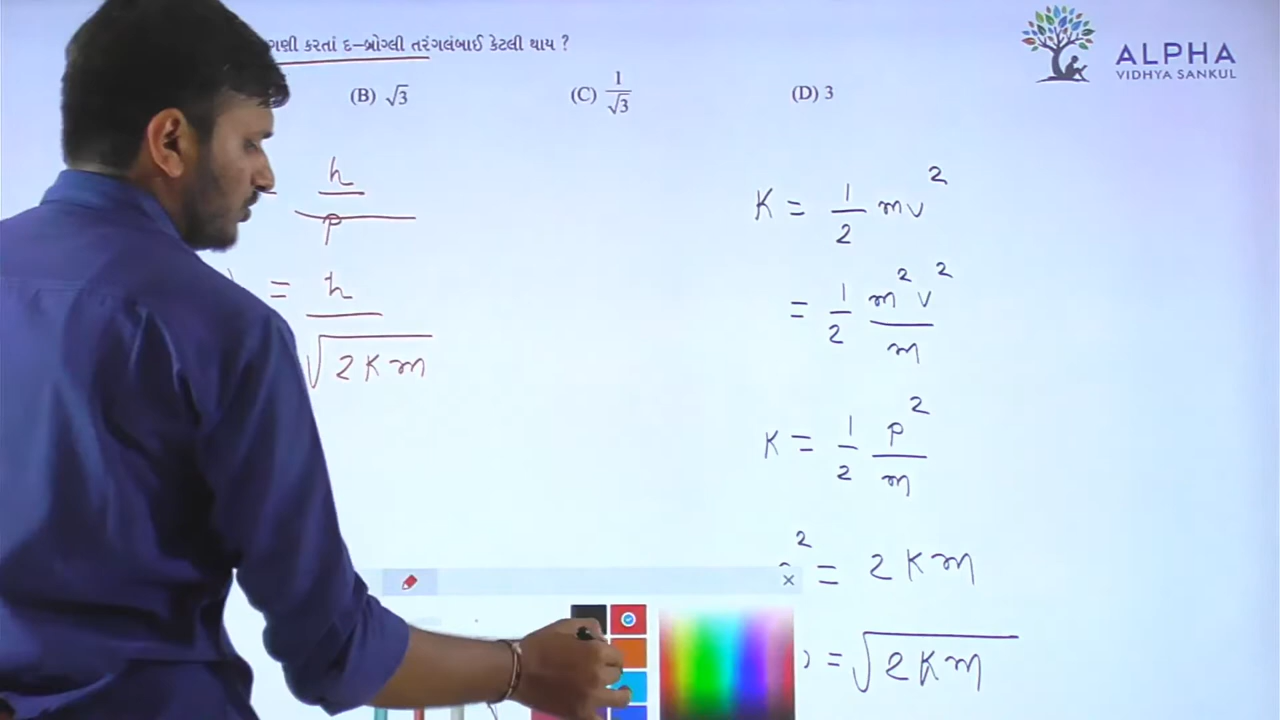 ગણી કરતાં દ–બ્રોગ્લી તરંગલંબાઈ કેટલી થાય ?
ALPHA
VIDHYA SANKUL
(B) √3 (C) 1/√3 (D) 3
h/p
= h/√2Km
K = 1/2 mv²
= 1/2 m²v²/m
K = 1/2 p²/m
² = 2Km
= √2Km